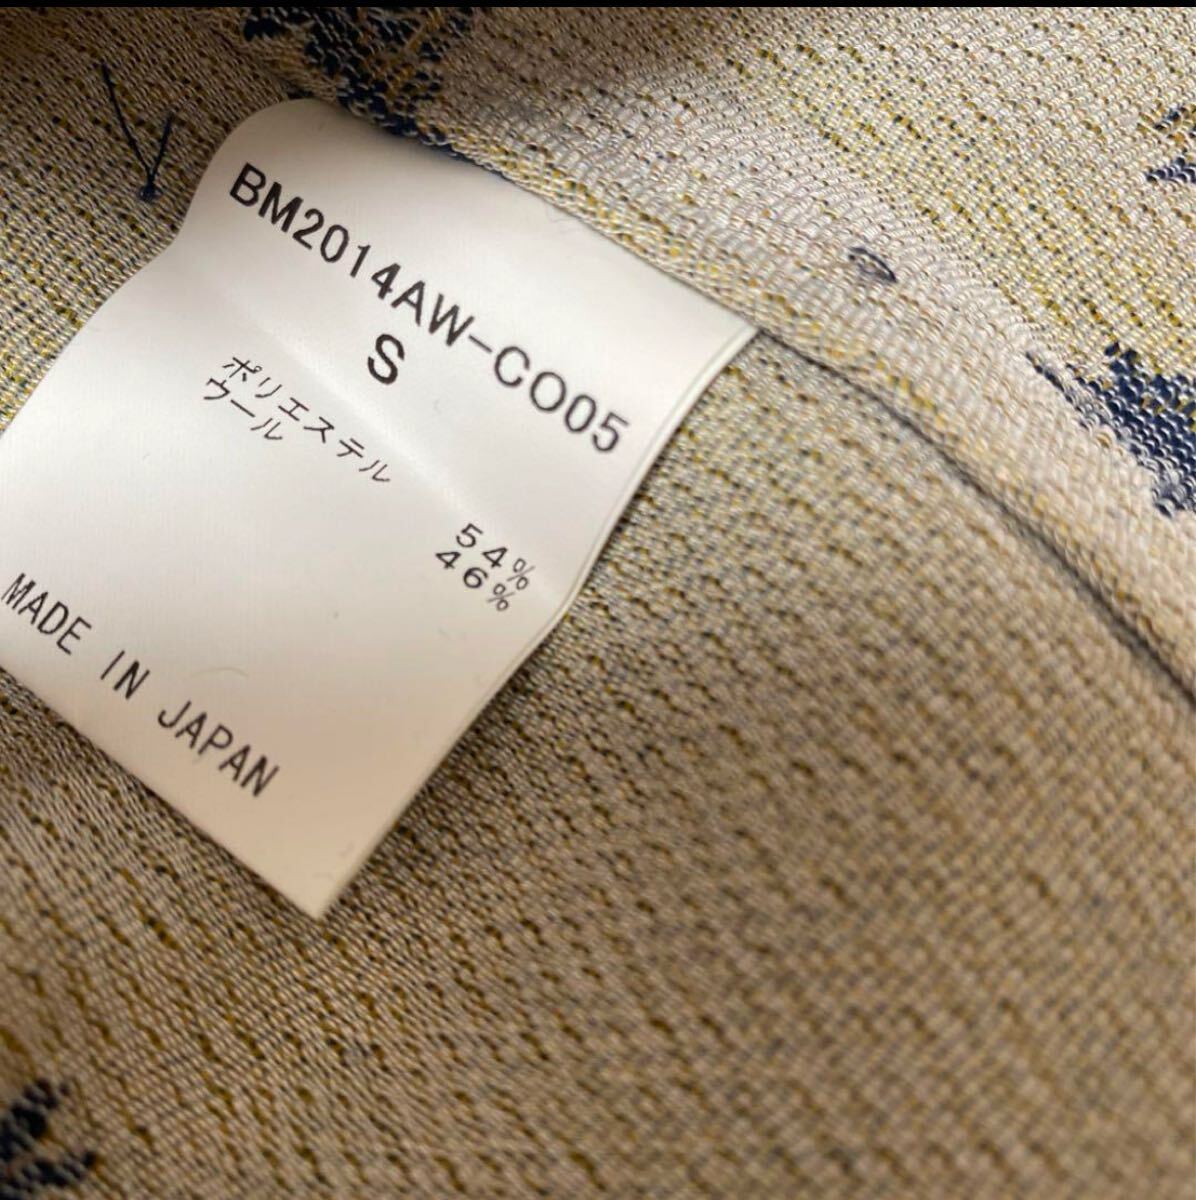 BM2014AW-CO05
S
ポリエステル 54%
ウール 46%
MADE IN JAPAN